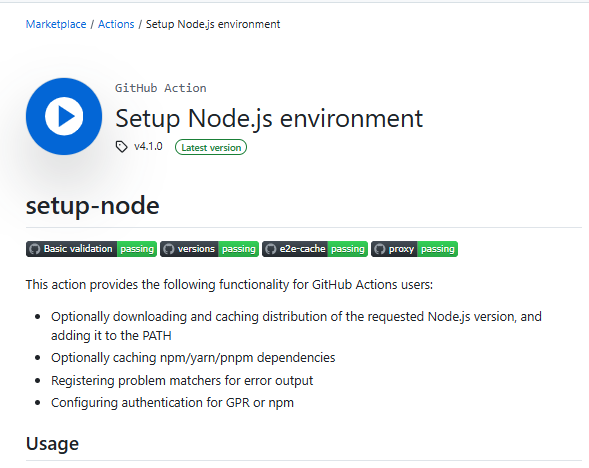 Marketplace / Actions / Setup Node.js environment
GitHub Action
Setup Node.js environment
v4.1.0 Latest version
setup-node
Basic validation passing versions passing e2e-cache passing proxy passing
This action provides the following functionality for GitHub Actions users:
• Optionally downloading and caching distribution of the requested Node.js version, and
adding it to the PATH
• Optionally caching npm/yarn/pnpm dependencies
• Registering problem matchers for error output
• Configuring authentication for GPR or npm
Usage